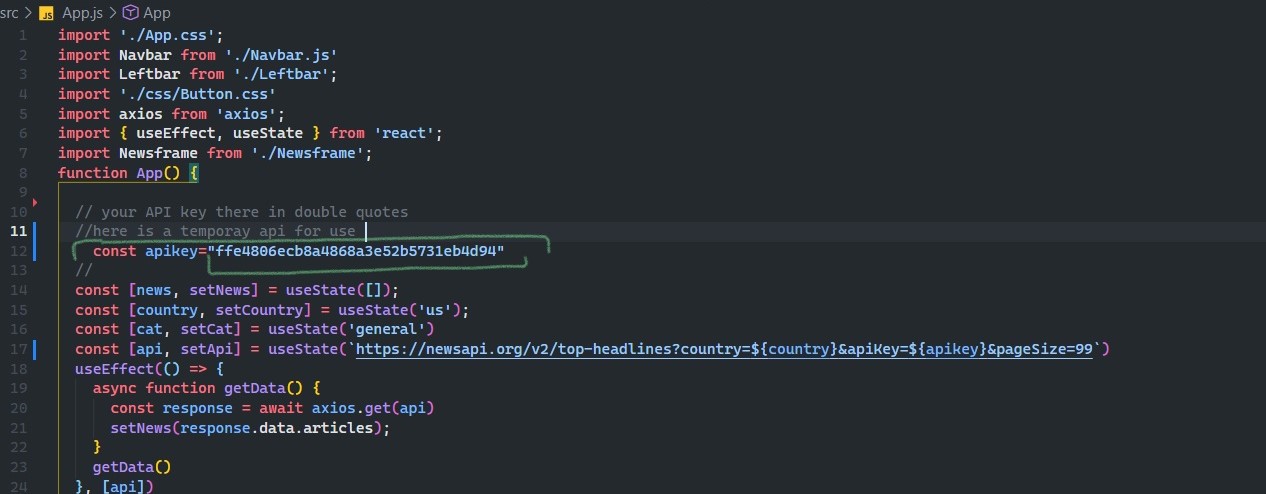 src > App.js > App
1 import './App.css';
2 import Navbar from './Navbar.js'
3 import Leftbar from './Leftbar';
4 import './css/Button.css'
5 import axios from 'axios';
6 import { useEffect, useState } from 'react';
7 import Newsframe from './Newsframe';
8 function App() {
9
10 // your API key there in double quotes
11 //here is a temporay api for use
12 const apikey="ffe4806ecb8a4868a3e52b5731eb4d94"
13 //
14 const [news, setNews] = useState([]);
15 const [country, setCountry] = useState('us');
16 const [cat, setCat] = useState('general')
17 const [api, setApi] = useState(`https://newsapi.org/v2/top-headlines?country=${country}&apiKey=${apikey}&pageSize=99`)
18 useEffect(() => {
19 async function getData() {
20 const response = await axios.get(api)
21 setNews(response.data.articles);
22 }
23 getData()
24 }, [api])